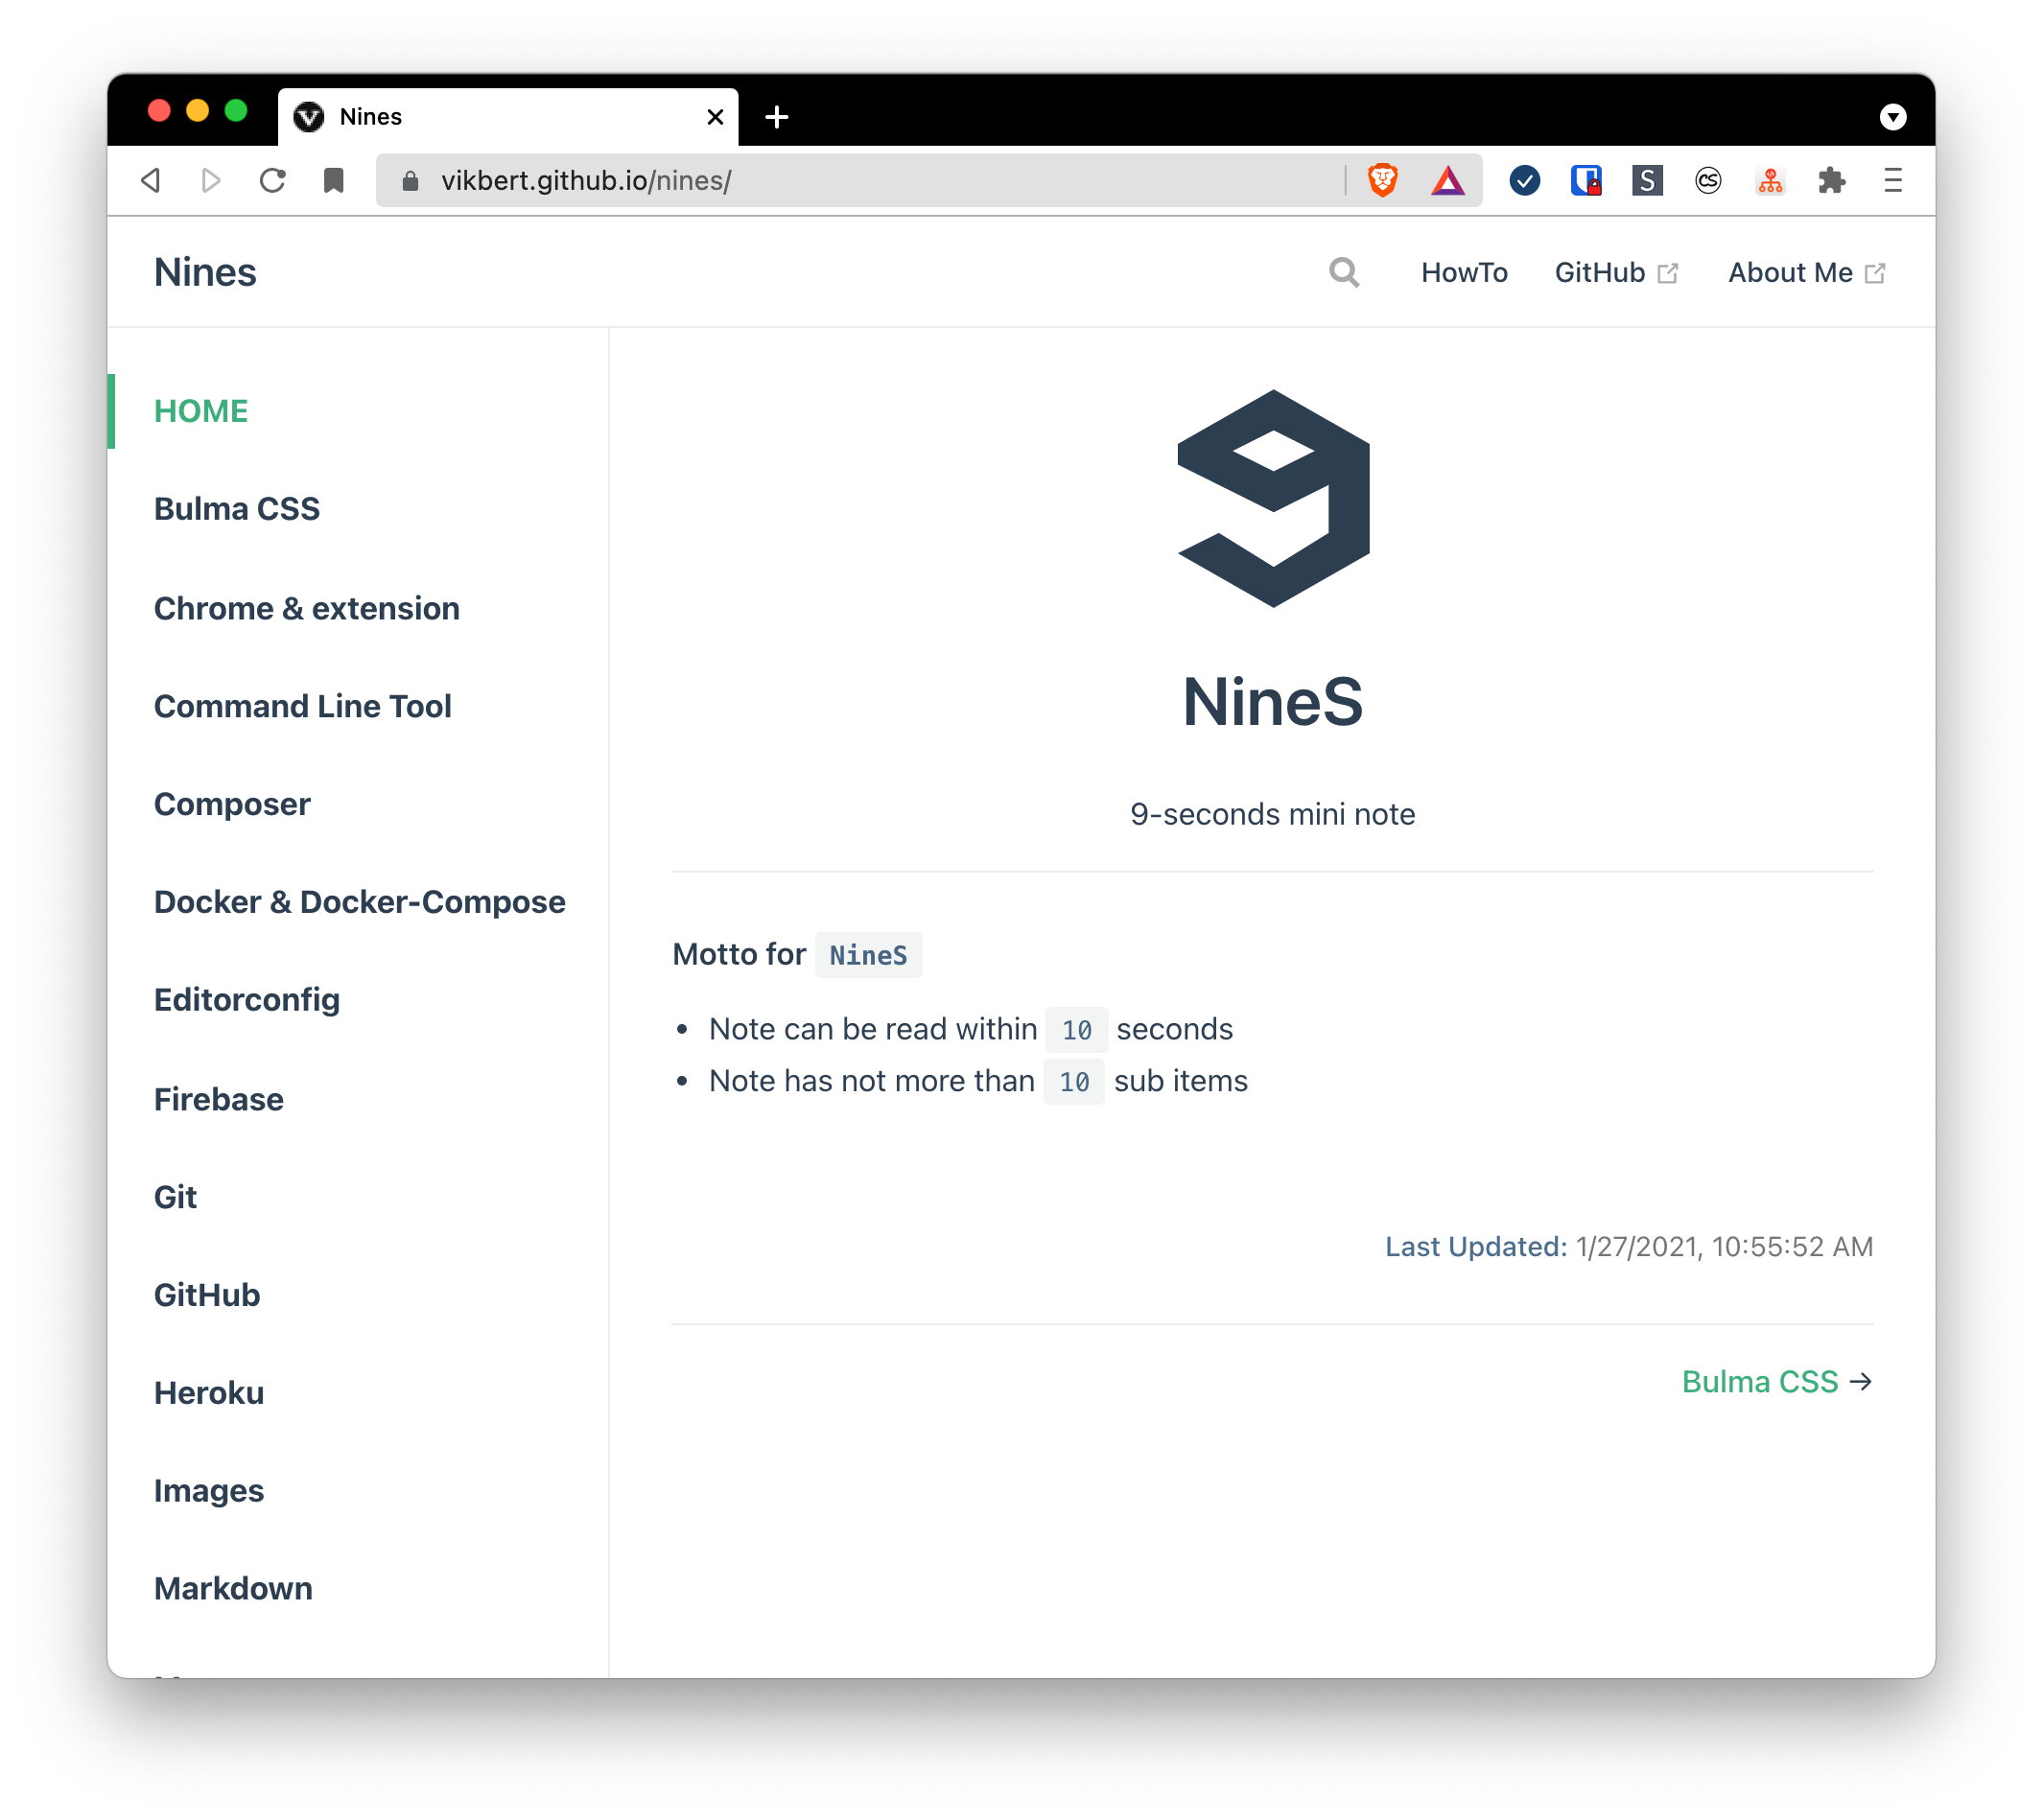 Nines
vikbert.github.io/nines/
Nines
HowTo
GitHub
About Me
HOME
Bulma CSS
Chrome & extension
Command Line Tool
Composer
Docker & Docker-Compose
Editorconfig
Firebase
Git
GitHub
Heroku
Images
Markdown
9
NineS
9-seconds mini note
Motto for NineS
• Note can be read within 10 seconds
• Note has not more than 10 sub items
Last Updated: 1/27/2021, 10:55:52 AM
Bulma CSS →